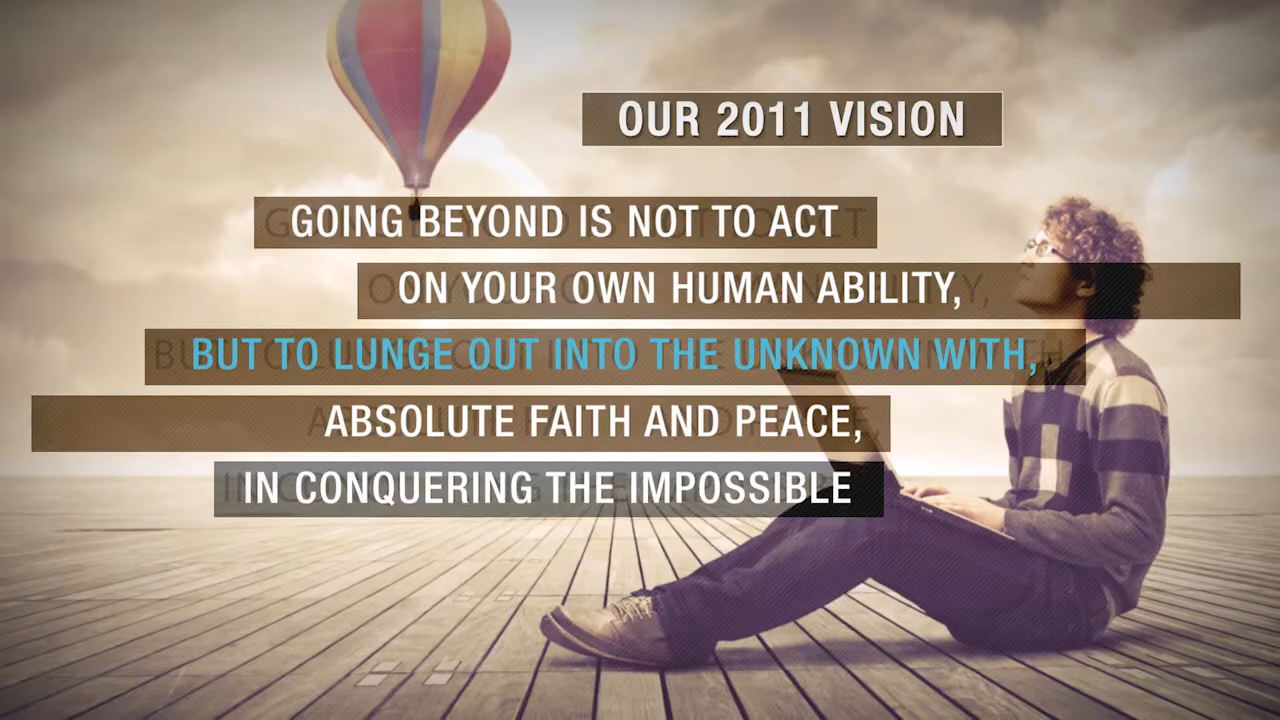 OUR 2011 VISION
GOING BEYOND IS NOT TO ACT
ON YOUR OWN HUMAN ABILITY,
BUT TO LUNGE OUT INTO THE UNKNOWN WITH,
ABSOLUTE FAITH AND PEACE,
IN CONQUERING THE IMPOSSIBLE